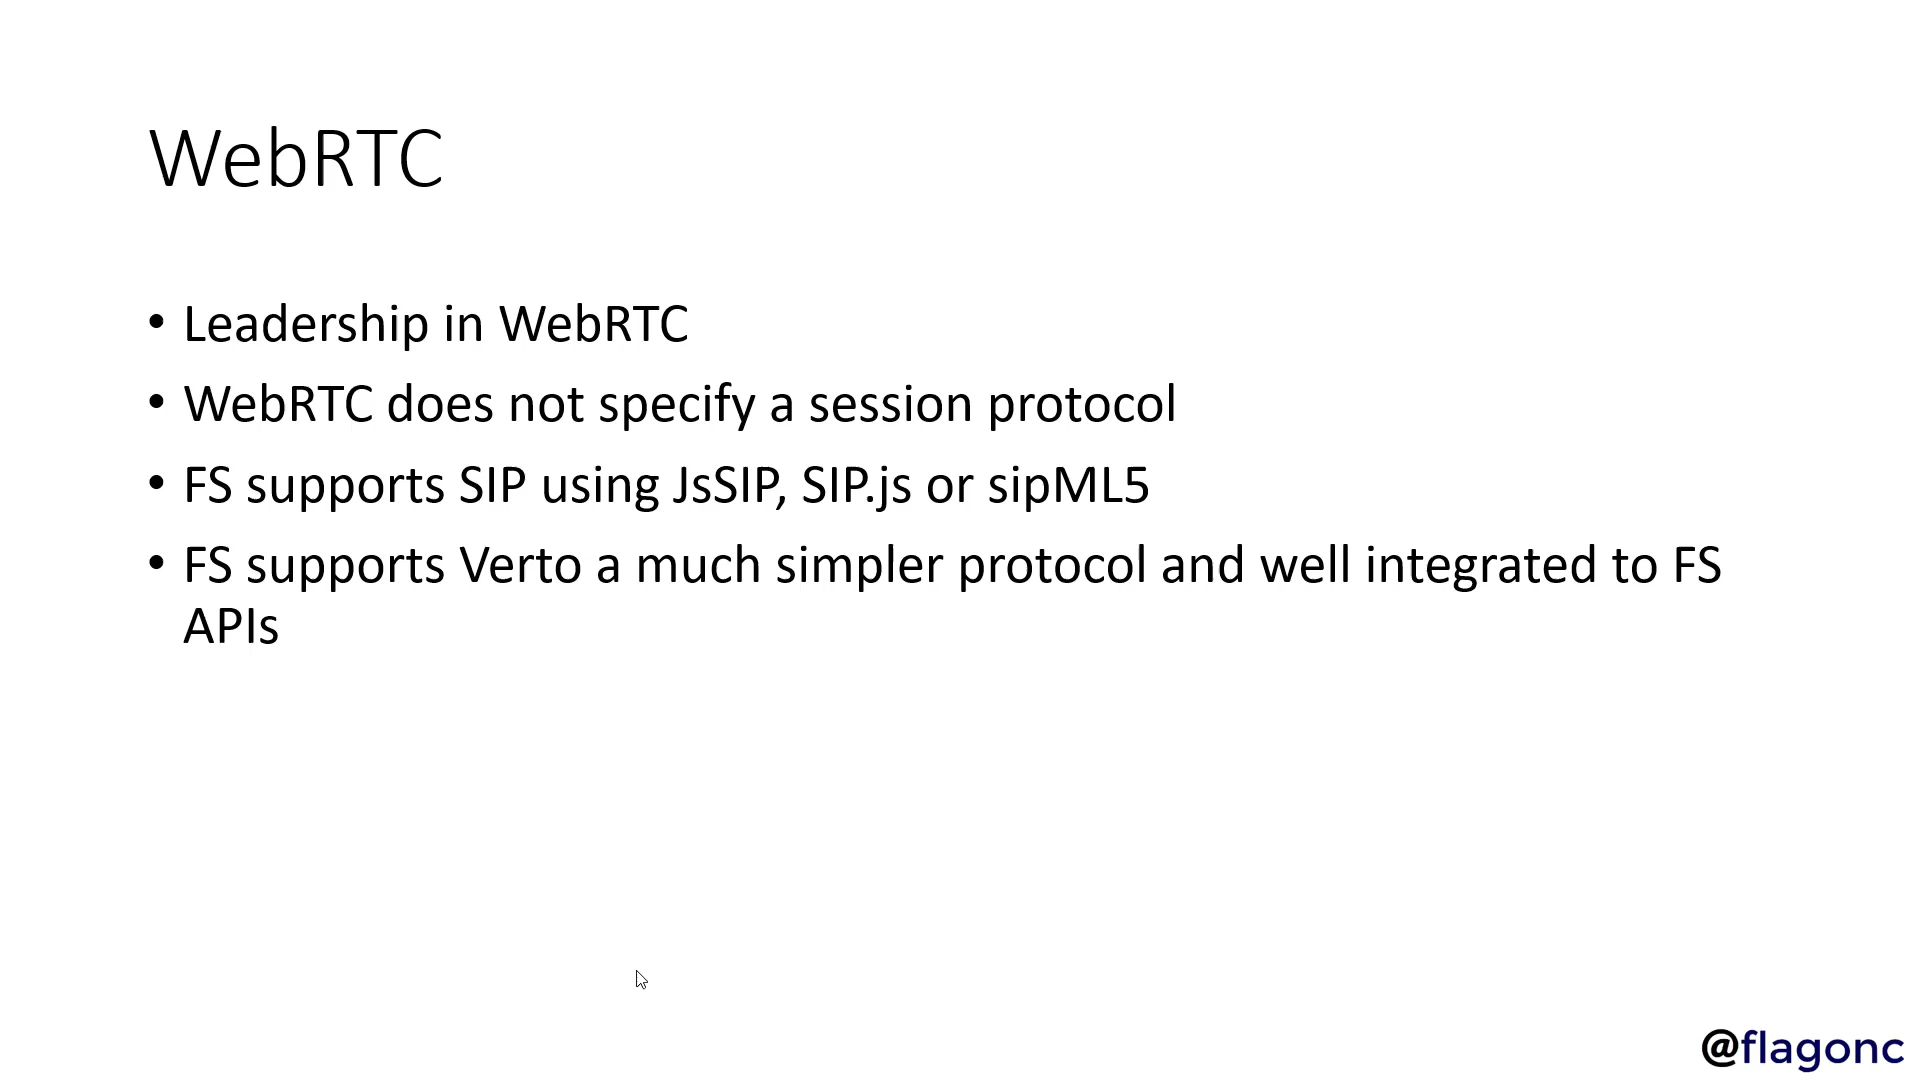 WebRTC
• Leadership in WebRTC
• WebRTC does not specify a session protocol
• FS supports SIP using JsSIP, SIP.js or sipML5
• FS supports Verto a much simpler protocol and well integrated to FS
APIs
@flagonc